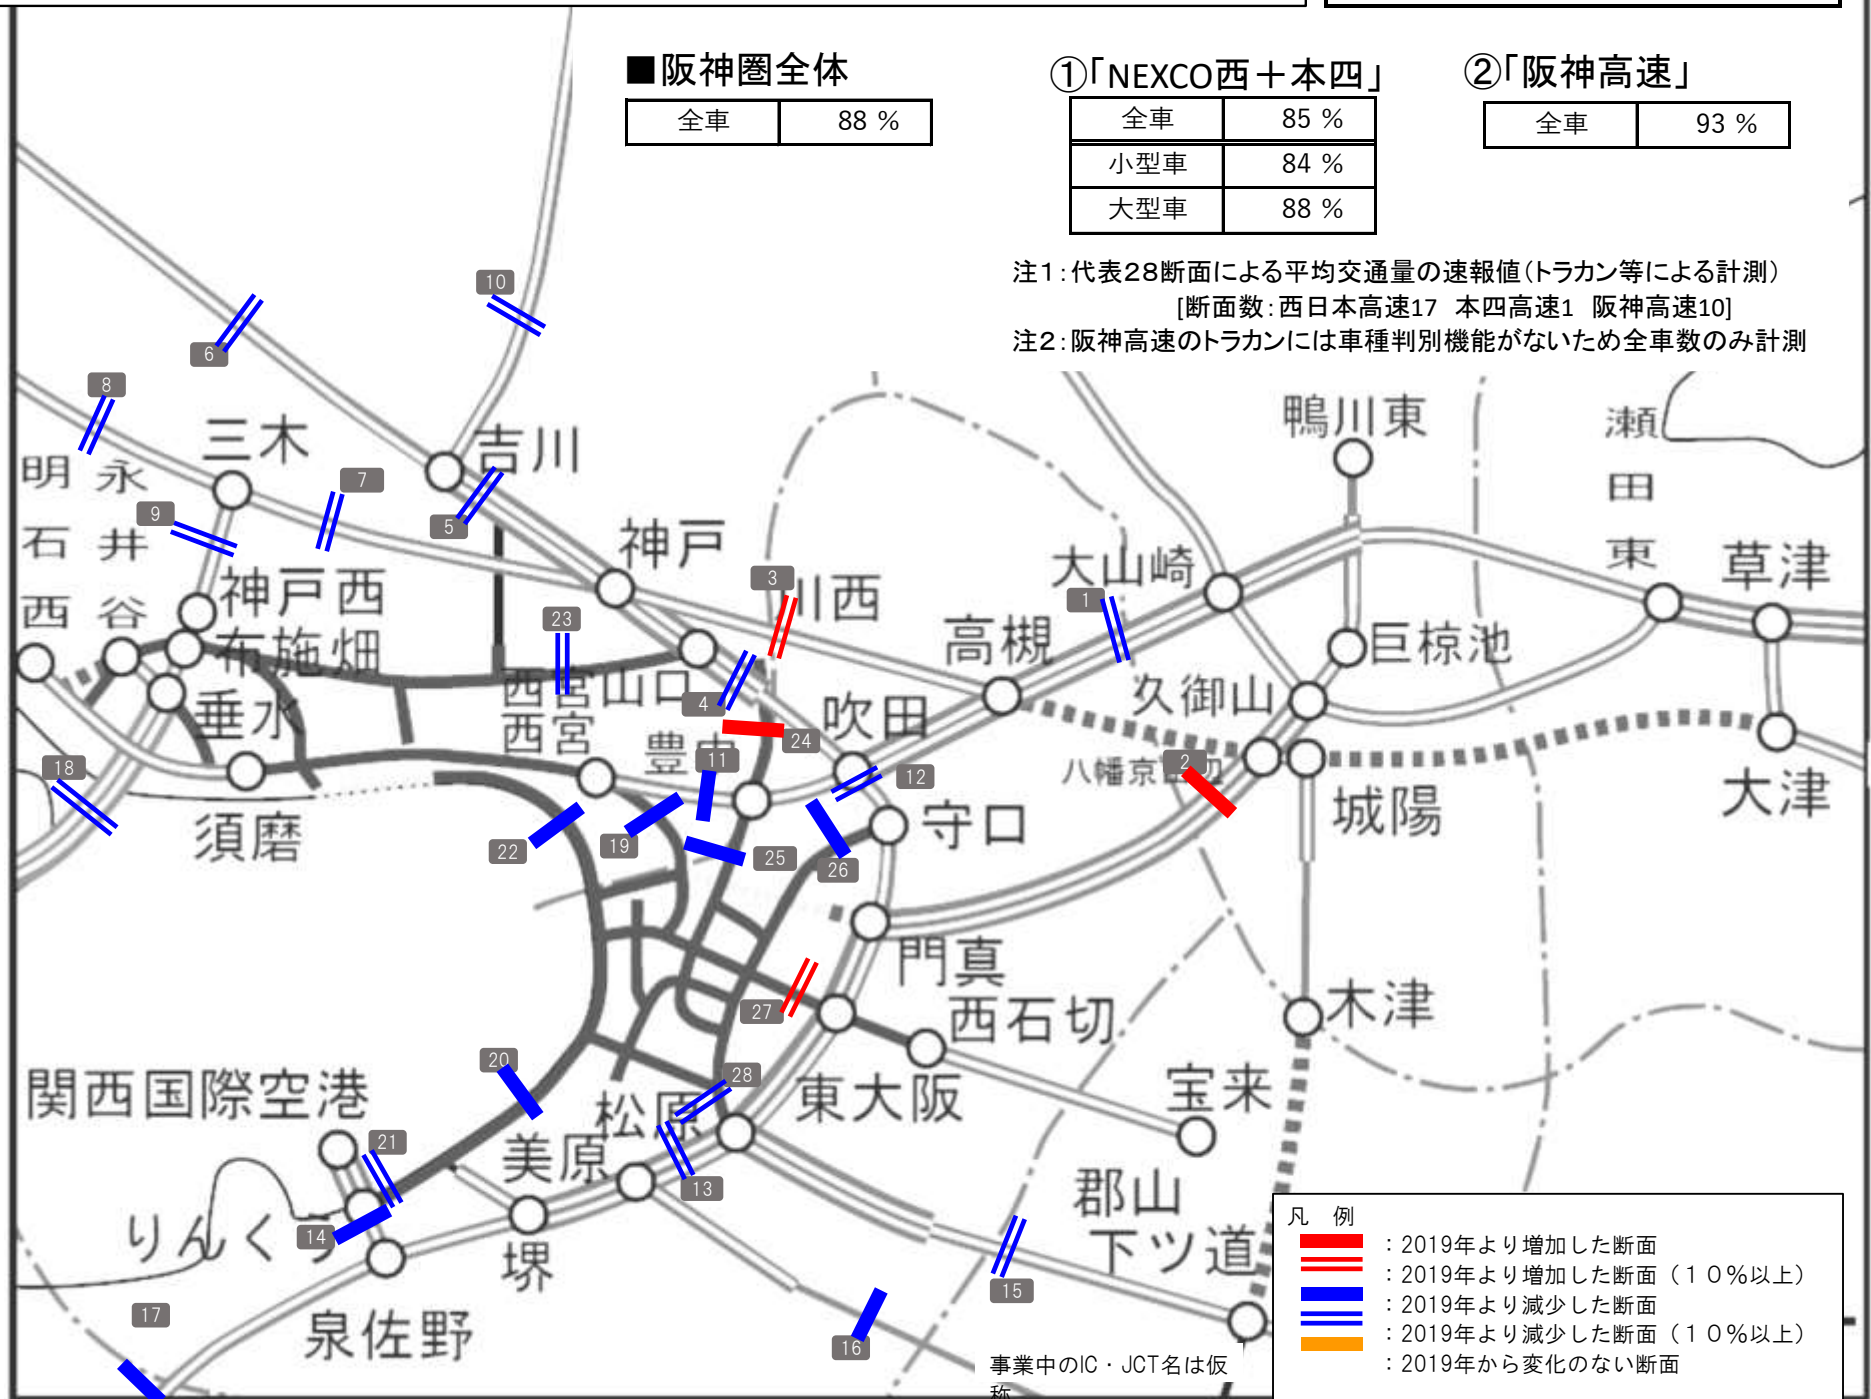 ■阪神圏全体
全車 88 %
①「NEXCO西＋本四」
全車 85 %
小型車 84 %
大型車 88 %
②「阪神高速」
全車 93 %
注1：代表28断面による平均交通量の速報値（トラカン等による計測）
[断面数：西日本高速17 本四高速1 阪神高速10]
注2：阪神高速のトラカンには車種判別機能がないため全車数のみ計測
10
6
8
三木
吉川
鴨川東
瀬田東
明石西
永井谷
7
9
5
神戸
3
川西
大山崎
1
草津
神戸西
布施畑
23
高槻
巨椋池
西宮山口
西宮
4
久御山
垂水
吹田
24
豊中
11
12
18
2
城陽
大津
須磨
22
19
25
26
守口
門真
27
西石切
木津
20
28
松原
東大阪
宝来
関西国際空港
21
美原
13
郡山
下ツ道
りんくう
14
堺
15
17
泉佐野
16
事業中のIC・JCT名は仮
称
凡 例
：2019年より増加した断面
：2019年より増加した断面（１０％以上）
：2019年より減少した断面
：2019年より減少した断面（１０％以上）
：2019年から変化のない断面